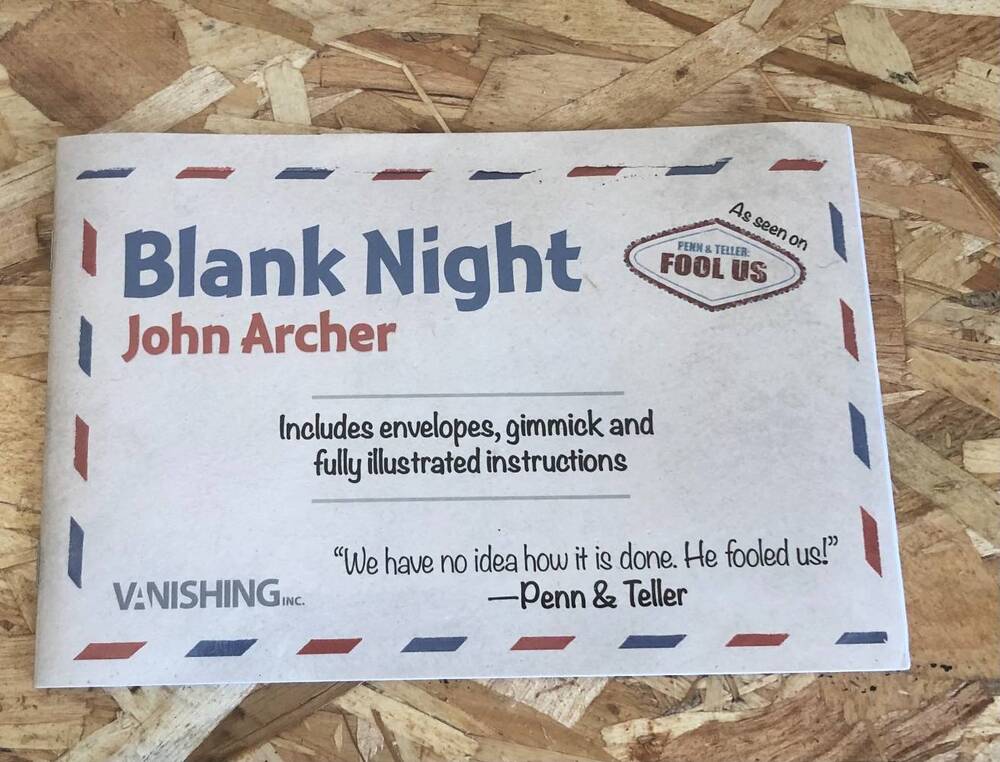 Blank Night
John Archer
As seen on
PENN & TELLER:
FOOL US
Includes envelopes, gimmick and
fully illustrated instructions
“We have no idea how it is done. He fooled us!”
—Penn & Teller
VANISHING INC.